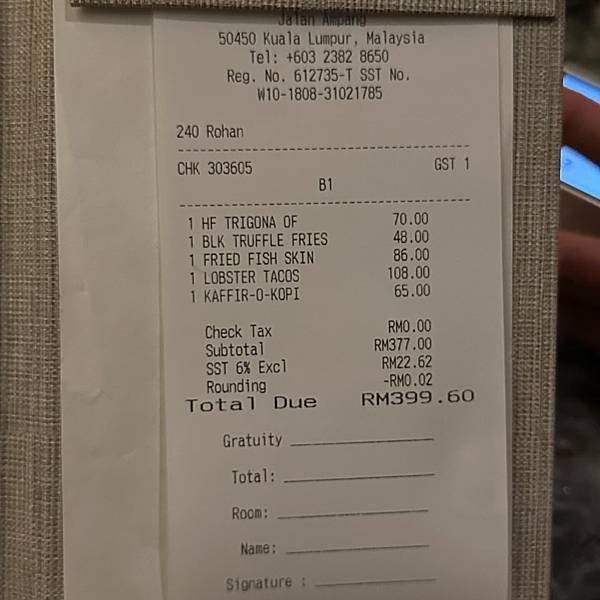 Jalan Ampang
50450 Kuala Lumpur, Malaysia
Tel: +603 2382 8650
Reg. No. 612735-T SST No.
W10-1808-31021785
240 Rohan
CHK 303605 GST 1
B1
1 HF TRIGONA OF 70.00
1 BLK TRUFFLE FRIES 48.00
1 FRIED FISH SKIN 86.00
1 LOBSTER TACOS 108.00
1 KAFFIR-O-KOPI 65.00
Check Tax RM0.00
Subtotal RM377.00
SST 6% Excl RM22.62
Rounding -RM0.02
Total Due RM399.60
Gratuity
Total:
Room:
Name:
Signature :